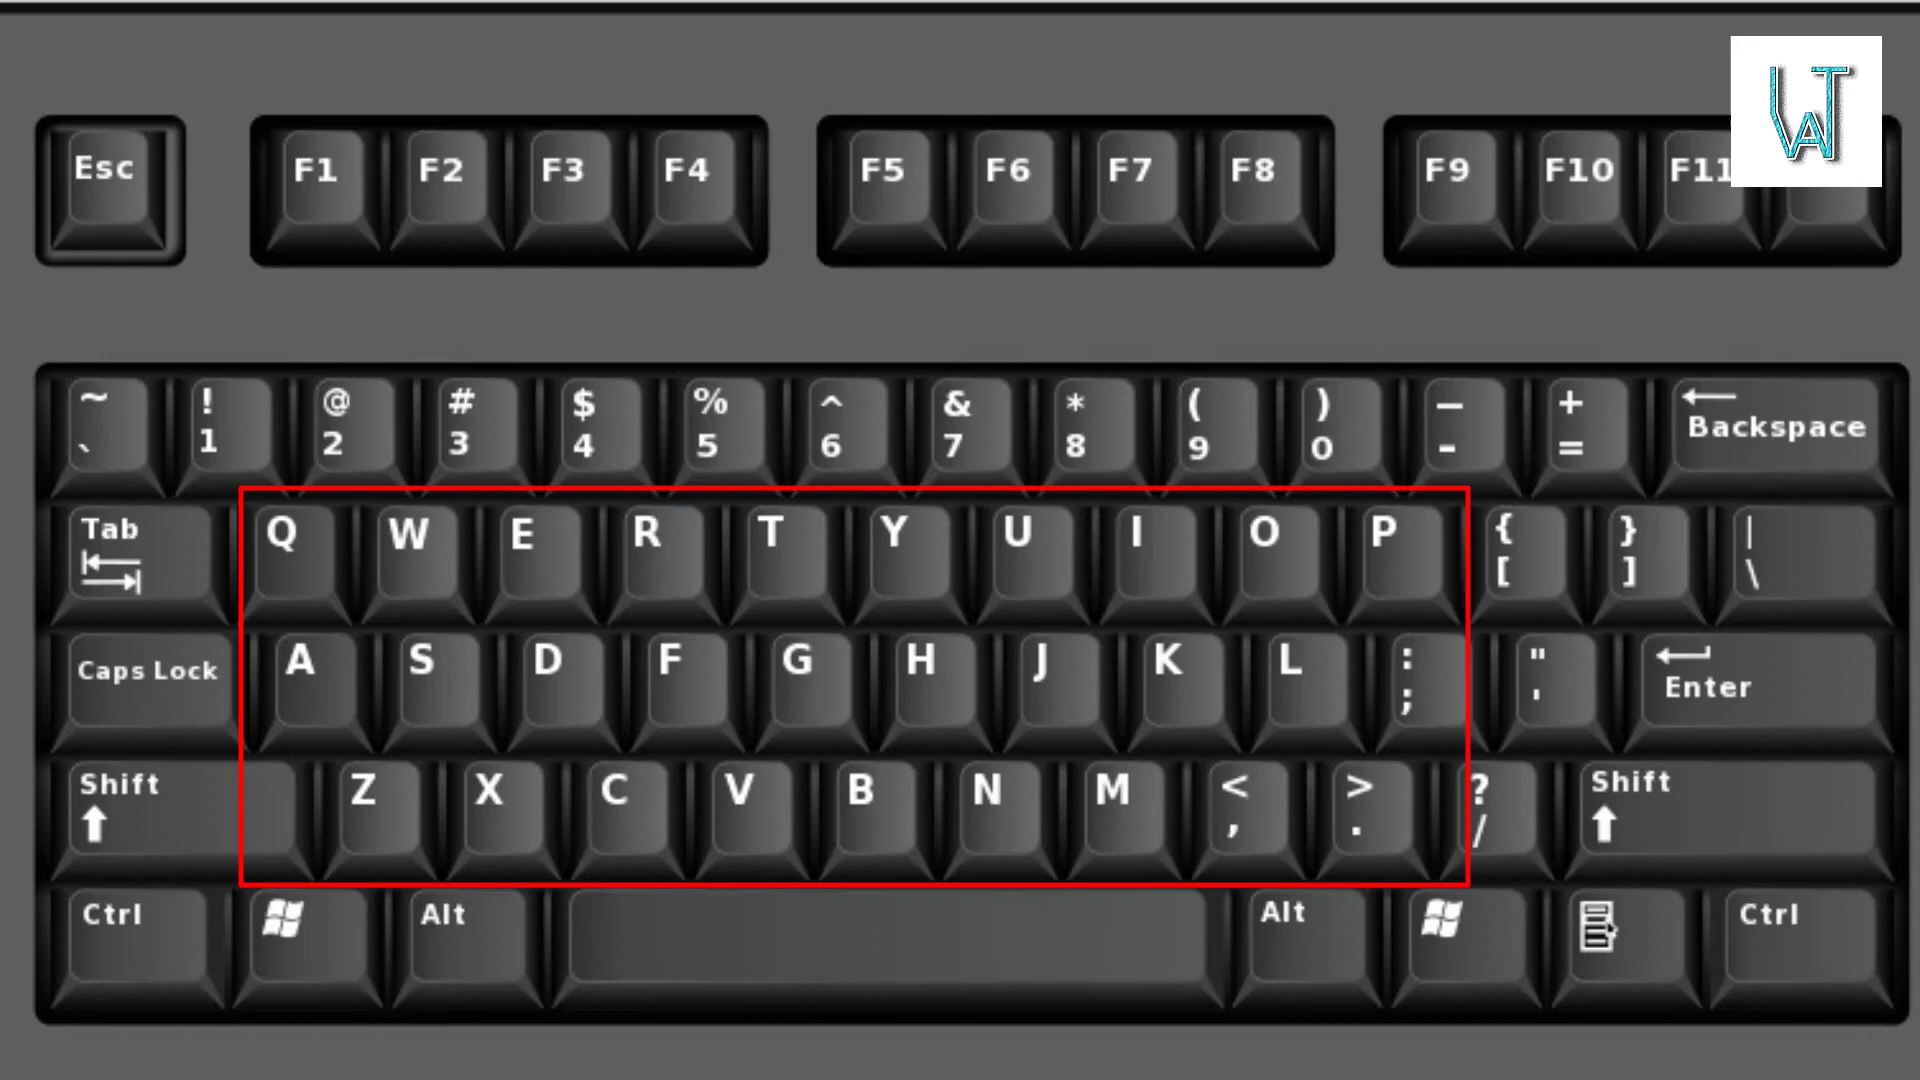 Esc F1 F2 F3 F4 F5 F6 F7 F8 F9 F10 F11
~ ! @ # $ % ^ & * ( ) — +
` 1 2 3 4 5 6 7 8 9 0 - = Backspace
Tab Q W E R T Y U I O P { } |
[ ] \
Caps Lock A S D F G H J K L : " Enter
; '
Shift Z X C V B N M < > ? Shift
, . /
Ctrl Alt Alt Ctrl